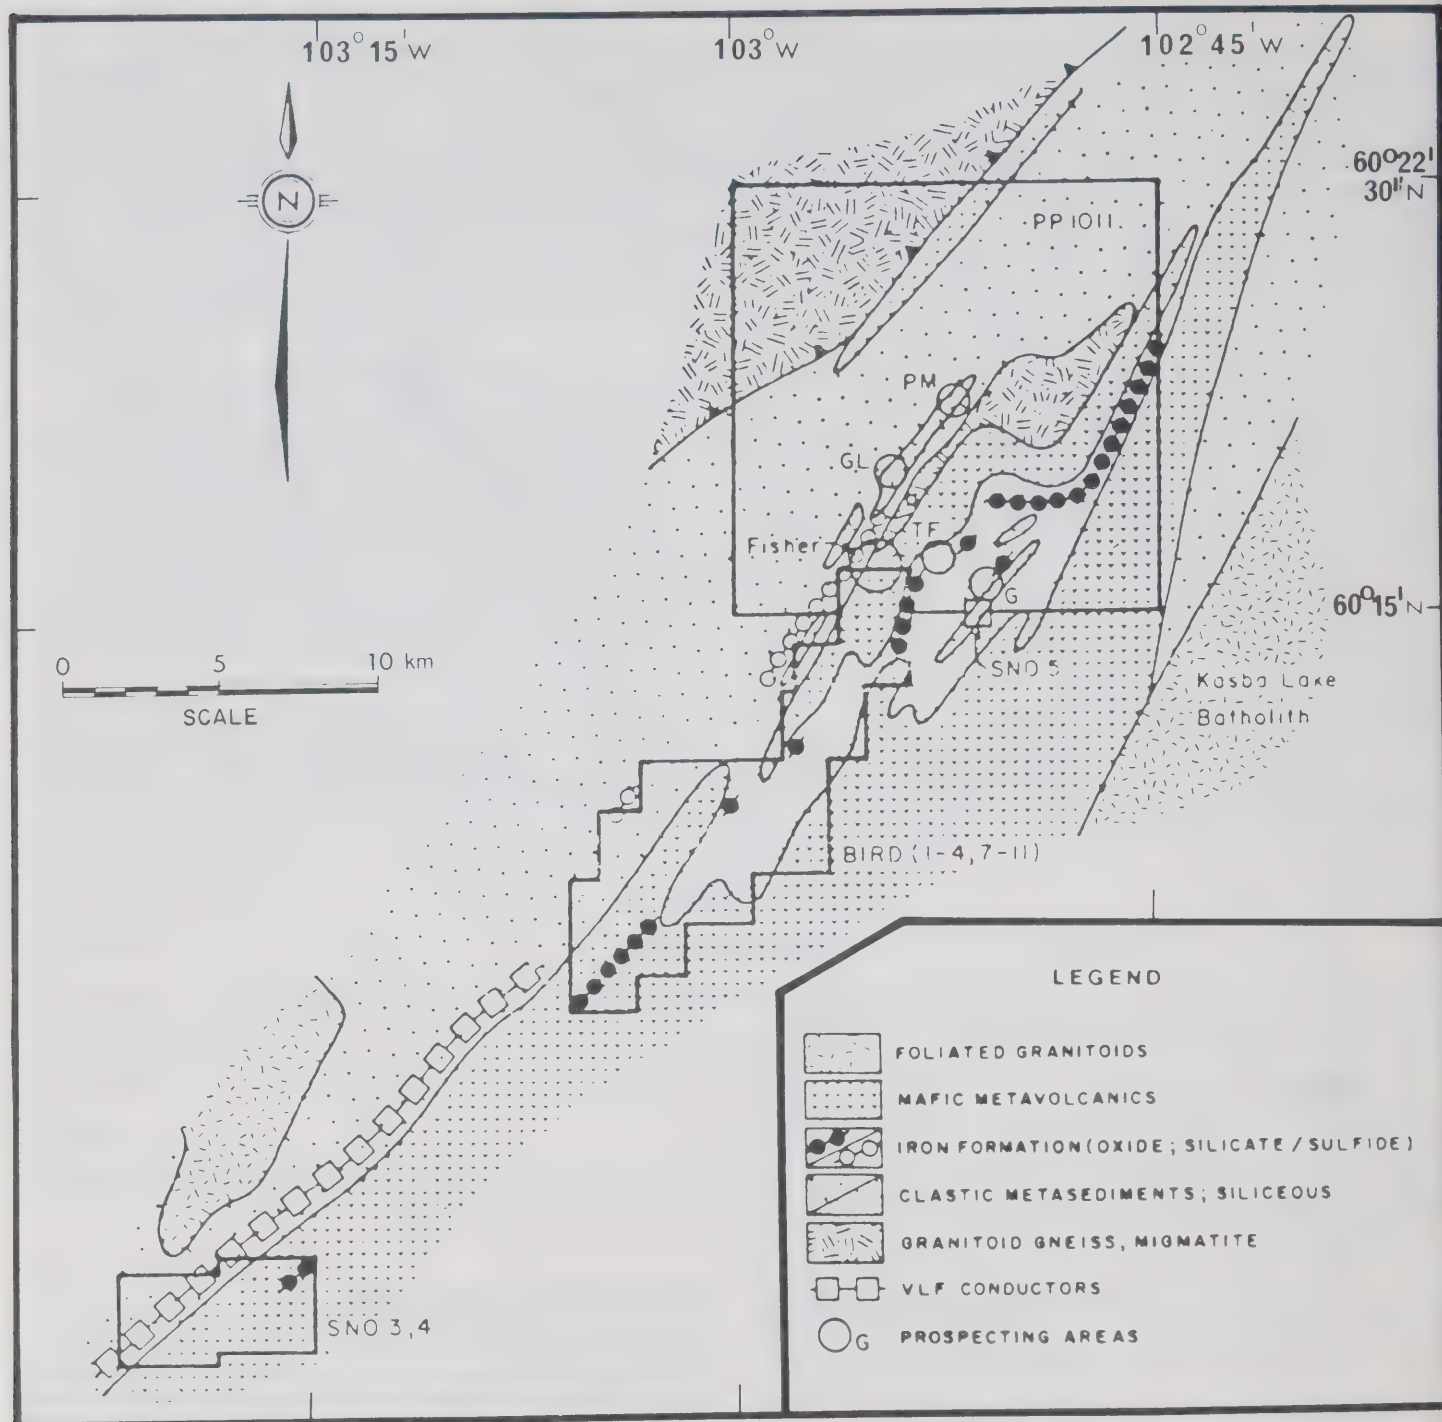 103° 15' W
103° W
102° 45' W
60° 22'
30" N
N
PP 1011
PM
GL
TF
Fisher
G
60° 15' N
SNO 5
0 5 10 km
SCALE
Kasba Lake
Batholith
BIRD (1-4, 7-11)
SNO 3, 4
LEGEND
FOLIATED GRANITOIDS
MAFIC METAVOLCANICS
IRON FORMATION (OXIDE; SILICATE / SULFIDE)
CLASTIC METASEDIMENTS; SILICEOUS
GRANITOID GNEISS, MIGMATITE
VLF CONDUCTORS
G PROSPECTING AREAS